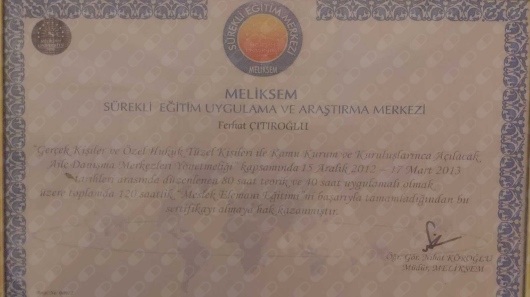 SÜREKLİ EĞİTİM MERKEZİ
MELİKSEM
MELİKSEM
SÜREKLİ EĞİTİM UYGULAMA VE ARAŞTIRMA MERKEZİ
Ferhat ÇITIROĞLU
"Gerçek Kişiler ve Özel Hukuk Tüzel Kişileri ile Kamu Kurum ve Kuruluşlarınca Açılacak
Aile Danışma Merkezleri Yönetmeliği" kapsamında 15 Aralık 2012 – 17 Mart 2013
tarihleri arasında düzenlenen 80 saat teorik ve 40 saat uygulamalı olmak
üzere toplamda 120 saatlik "Meslek Elemanı Eğitimi"ni başarıyla tamamladığından bu
sertifikayı almaya hak kazanmıştır.
Öğr. Gör. Nihat
Müdür, MELİKSEM